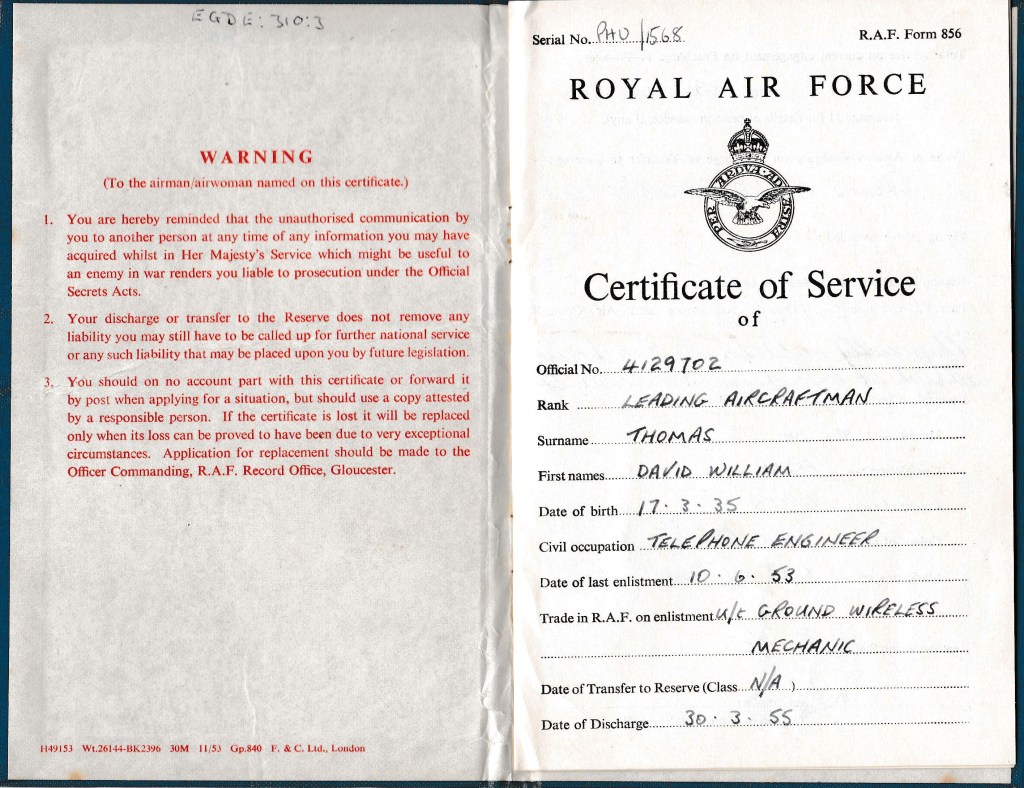 EGDE:310:3
WARNING
(To the airman/airwoman named on this certificate.)
1. You are hereby reminded that the unauthorised communication by
you to another person at any time of any information you may have
acquired whilst in Her Majesty's Service which might be useful to
an enemy in war renders you liable to prosecution under the Official
Secrets Acts.
2. Your discharge or transfer to the Reserve does not remove any
liability you may still have to be called up for further national service
or any such liability that may be placed upon you by future legislation.
3. You should on no account part with this certificate or forward it
by post when applying for a situation, but should use a copy attested
by a responsible person. If the certificate is lost it will be replaced
only when its loss can be proved to have been due to very exceptional
circumstances. Application for replacement should be made to the
Officer Commanding, R.A.F. Record Office, Gloucester.
H49153 Wt.26144-BK2396 30M 11/53 Gp.840 F. & C. Ltd., London
Serial No. PHU/1568 R.A.F. Form 856
ROYAL AIR FORCE
PER ARDVA AD ASTRA
Certificate of Service
of
Official No. 4129702
Rank LEADING AIRCRAFTMAN
Surname THOMAS
First names DAVID WILLIAM
Date of birth 17.3.35
Civil occupation TELEPHONE ENGINEER
Date of last enlistment 10.6.53
Trade in R.A.F. on enlistment u/t GROUND WIRELESS
MECHANIC
Date of Transfer to Reserve (Class N/A )
Date of Discharge 30.3.55